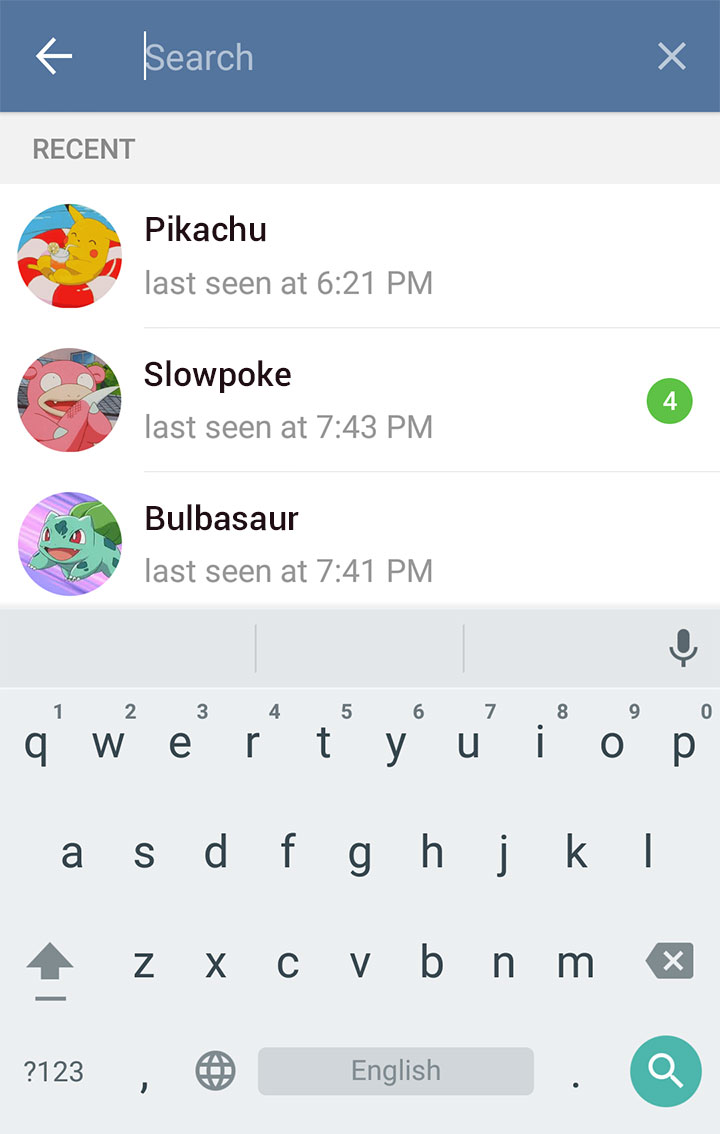 Search
RECENT
Pikachu
last seen at 6:21 PM
Slowpoke
4
last seen at 7:43 PM
Bulbasaur
last seen at 7:41 PM
1 2 3 4 5 6 7 8 9 0
q w e r t y u i o p
a s d f g h j k l
z x c v b n m
?123 , English .